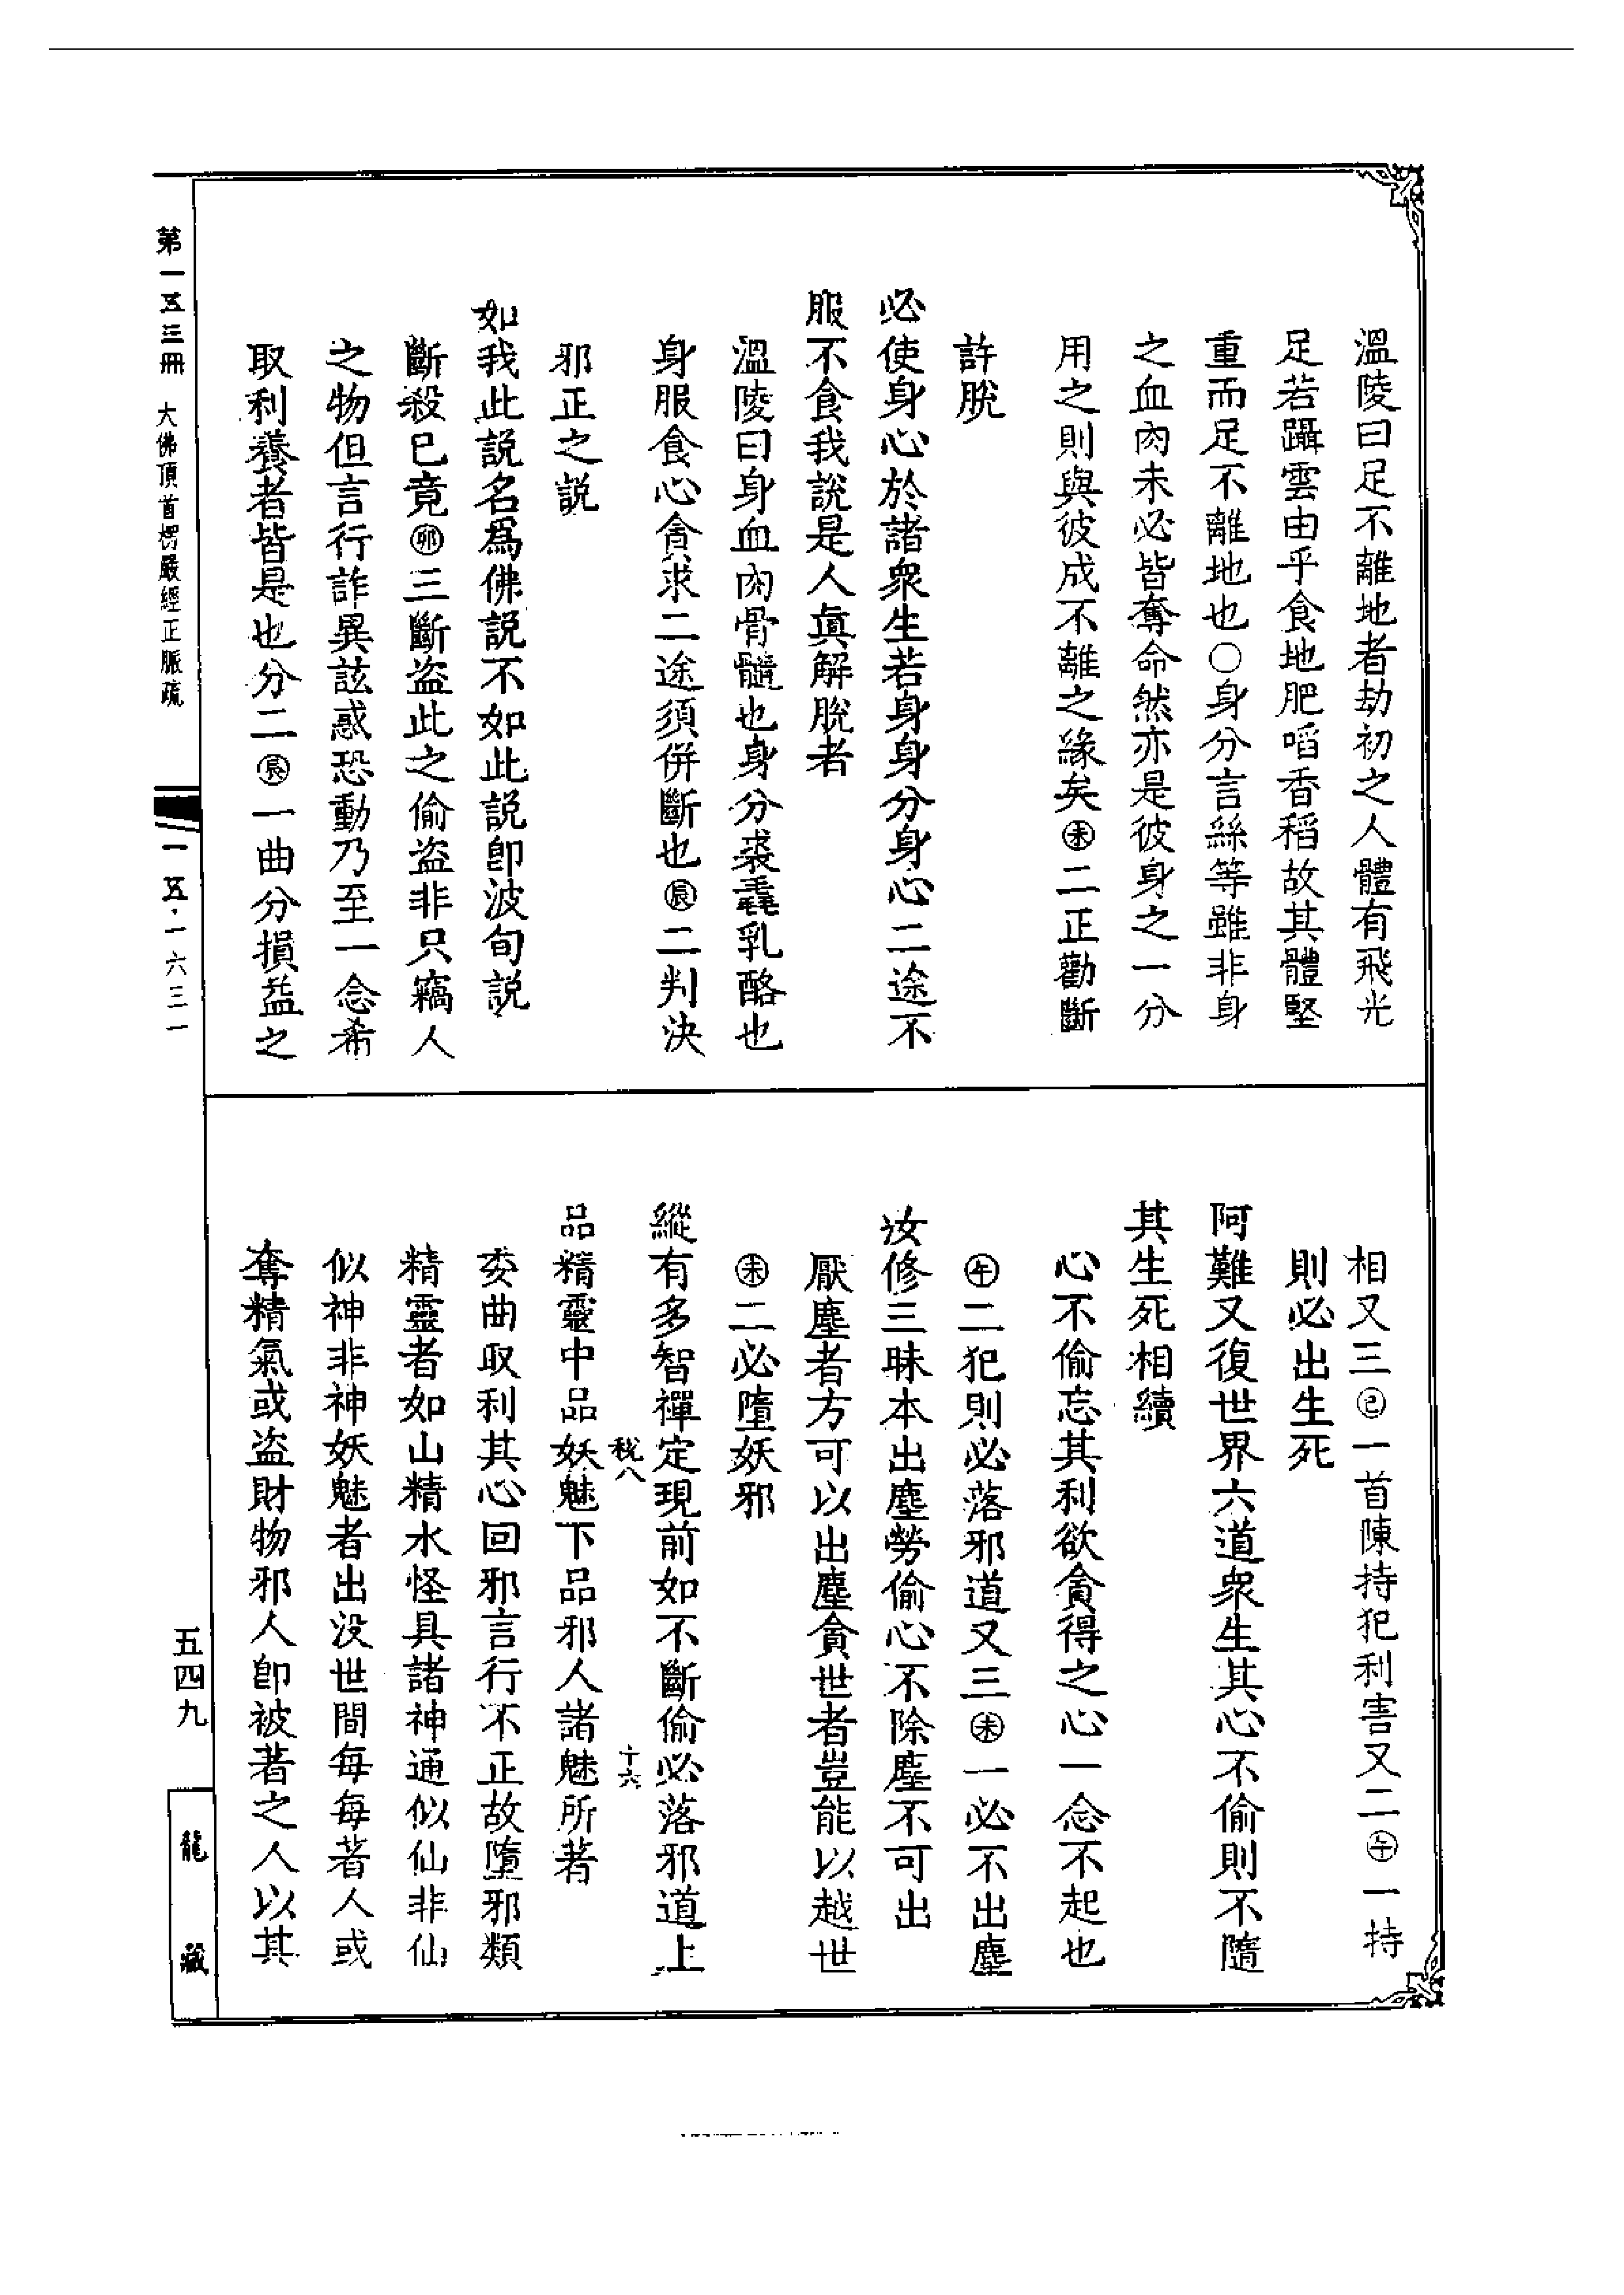 溫陵曰足不離地者劫初之人體有飛光
足若躡雲由乎食地肥啗香稻故其體堅
重而足不離地也○身分言絲等雖非身
之血肉未必皆奪命然亦是彼身之一分
用之則與彼成不離之緣矣㊍二正勸斷
許脫
必使身心於諸衆生若身身分身心二途不
服不食我說是人眞解脫者
溫陵曰身血肉骨髓也身分裘毳乳酪也
身服食心貪求二途須併斷也㊋二判決
邪正之説
如我此説名爲佛説不如此説卽波旬説
斷殺已竟㊞三斷盜此之偷盜非只竊人
之物但言行詐異該惑恐動乃至一念希
取利養者皆是也分二㊋一曲分損益之
相又三㊂一首陳持犯利害又二㊉一持
則必出生死
阿難又復世界六道衆生其心不偷則不隨
其生死相續
心不偷忘其利欲貪得之心一念不起也
㊉二犯則必落邪道又三㊍一必不出塵
汝修三昧本出塵勞偷心不除塵不可出
厭塵者方可以出塵貪世者豈能以越世
㊍二必墮妖邪
縱有多智禪定現前如不斷偷必落邪道上
税八 十六
品精靈中品妖魅下品邪人諸魅所著
委曲取利其心回邪言行不正故墮邪類
精靈者如山精水怪具諸神通似仙非仙
似神非神妖魅者出没世間每每著人或
奪精氣或盜財物邪人卽被著之人以其
第一五三冊 大佛頂首楞嚴經正脈疏
一五·一六三一
五四九
龍藏